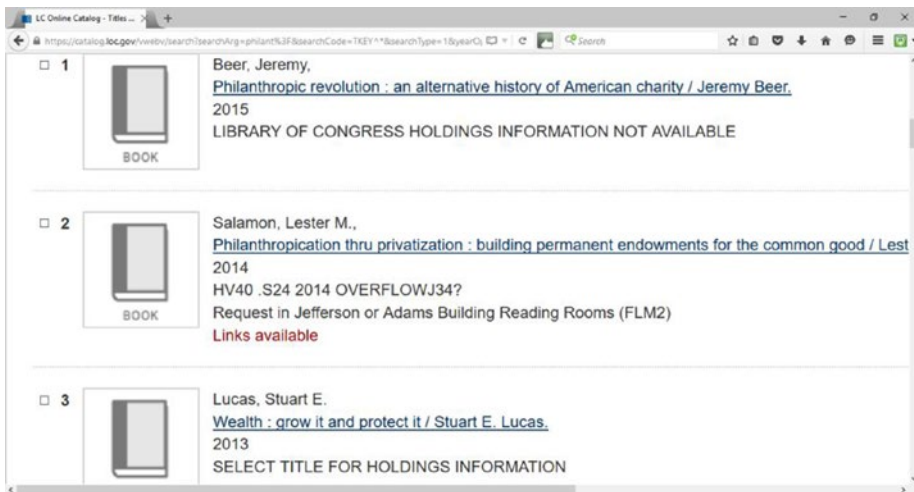 LC Online Catalog - Titles ...
https://catalog.loc.gov/vwebv/search?searchArg=philant%3F&searchCode=TKEY^*&searchType=1&yearO
Search
1
Beer, Jeremy,
Philanthropic revolution : an alternative history of American charity / Jeremy Beer.
2015
LIBRARY OF CONGRESS HOLDINGS INFORMATION NOT AVAILABLE
BOOK
2
Salamon, Lester M.,
Philanthropication thru privatization : building permanent endowments for the common good / Lest
2014
HV40 .S24 2014 OVERFLOWJ34?
Request in Jefferson or Adams Building Reading Rooms (FLM2)
BOOK
Links available
3
Lucas, Stuart E.
Wealth : grow it and protect it / Stuart E. Lucas.
2013
SELECT TITLE FOR HOLDINGS INFORMATION